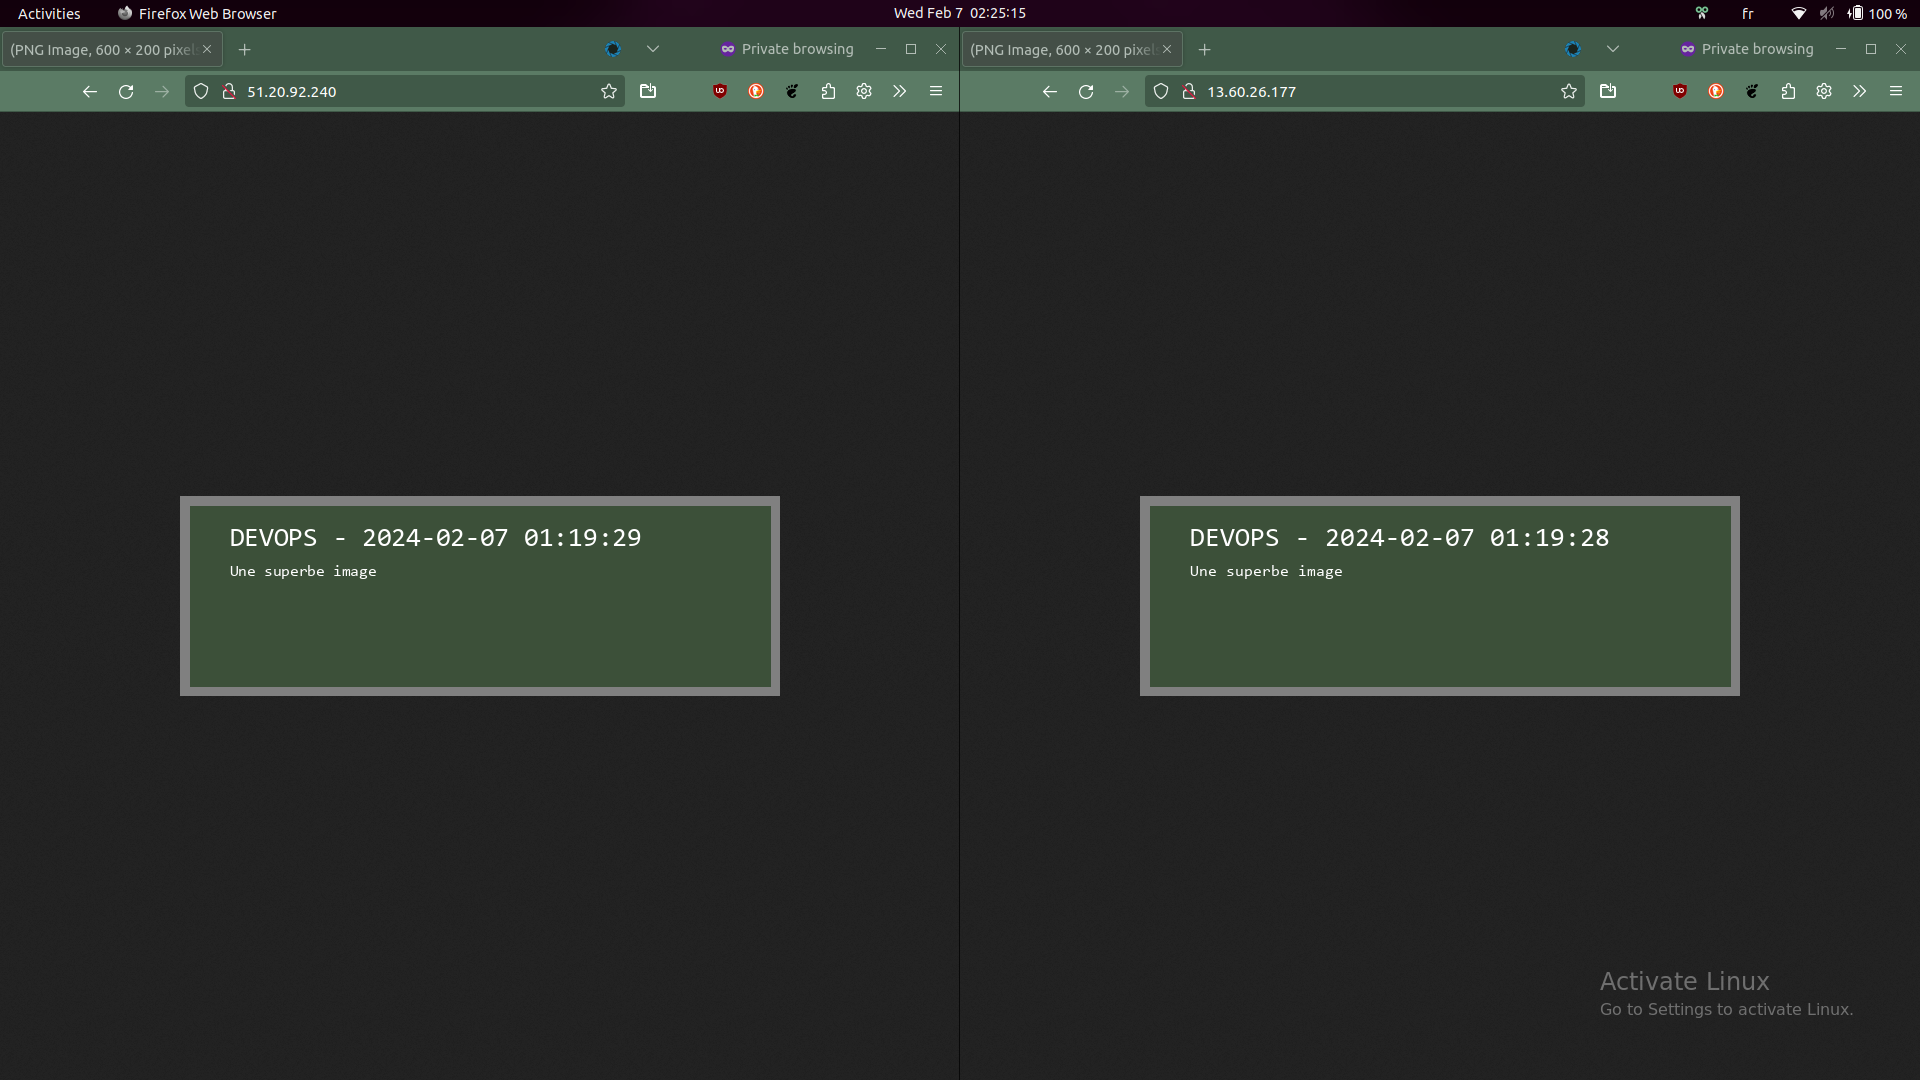 Activities Firefox Web Browser Wed Feb 7 02:25:15 fr 100 %
(PNG Image, 600 × 200 pixels Private browsing
51.20.92.240
DEVOPS - 2024-02-07 01:19:29
Une superbe image
(PNG Image, 600 × 200 pixels Private browsing
13.60.26.177
DEVOPS - 2024-02-07 01:19:28
Une superbe image
Activate Linux
Go to Settings to activate Linux.